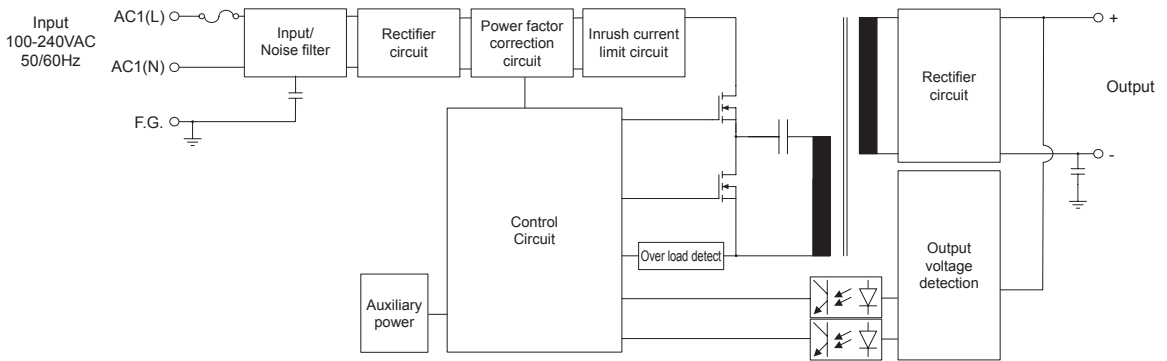 Input
100-240VAC
50/60Hz
AC1(L)
AC1(N)
F.G.
Input/
Noise filter
Rectifier
circuit
Power factor
correction
circuit
Inrush current
limit circuit
Rectifier
circuit
+
Output
-
Control
Circuit
Over load detect
Output
voltage
detection
Auxiliary
power